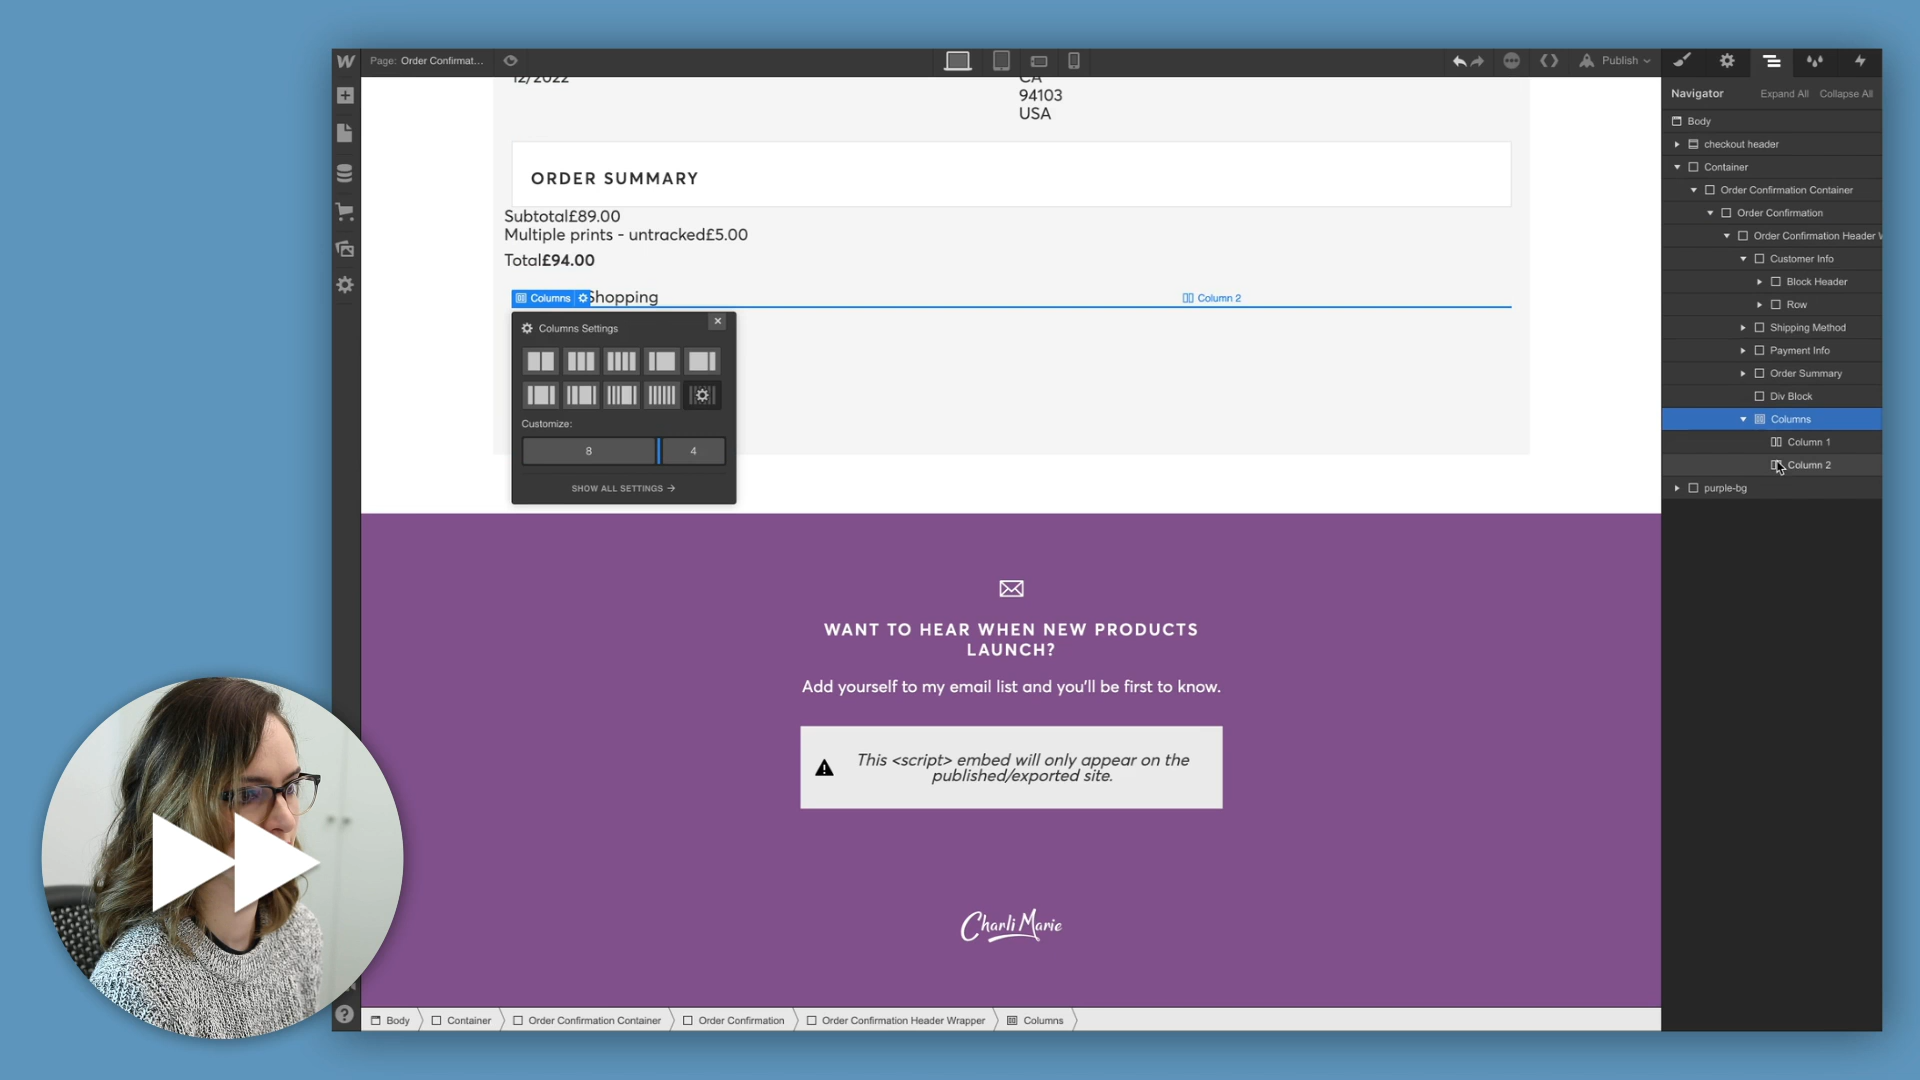 W
Page: Order Confirmat...
Publish
Navigator
Expand All
Collapse All
Body
checkout header
Container
Order Confirmation Container
Order Confirmation
Order Confirmation Header
Customer Info
Block Header
Row
Shipping Method
Payment Info
Order Summary
Div Block
Columns
Column 1
Column 2
purple-bg
12/2022
CA
94103
USA
ORDER SUMMARY
Subtotal£89.00
Multiple prints - untracked£5.00
Total£94.00
Columns
Shopping
Column 2
Columns Settings
Customize:
8
4
SHOW ALL SETTINGS →
WANT TO HEAR WHEN NEW PRODUCTS
LAUNCH?
Add yourself to my email list and you'll be first to know.
This <script> embed will only appear on the
published/exported site.
Charli Marie
?
Body
Container
Order Confirmation Container
Order Confirmation
Order Confirmation Header Wrapper
Columns